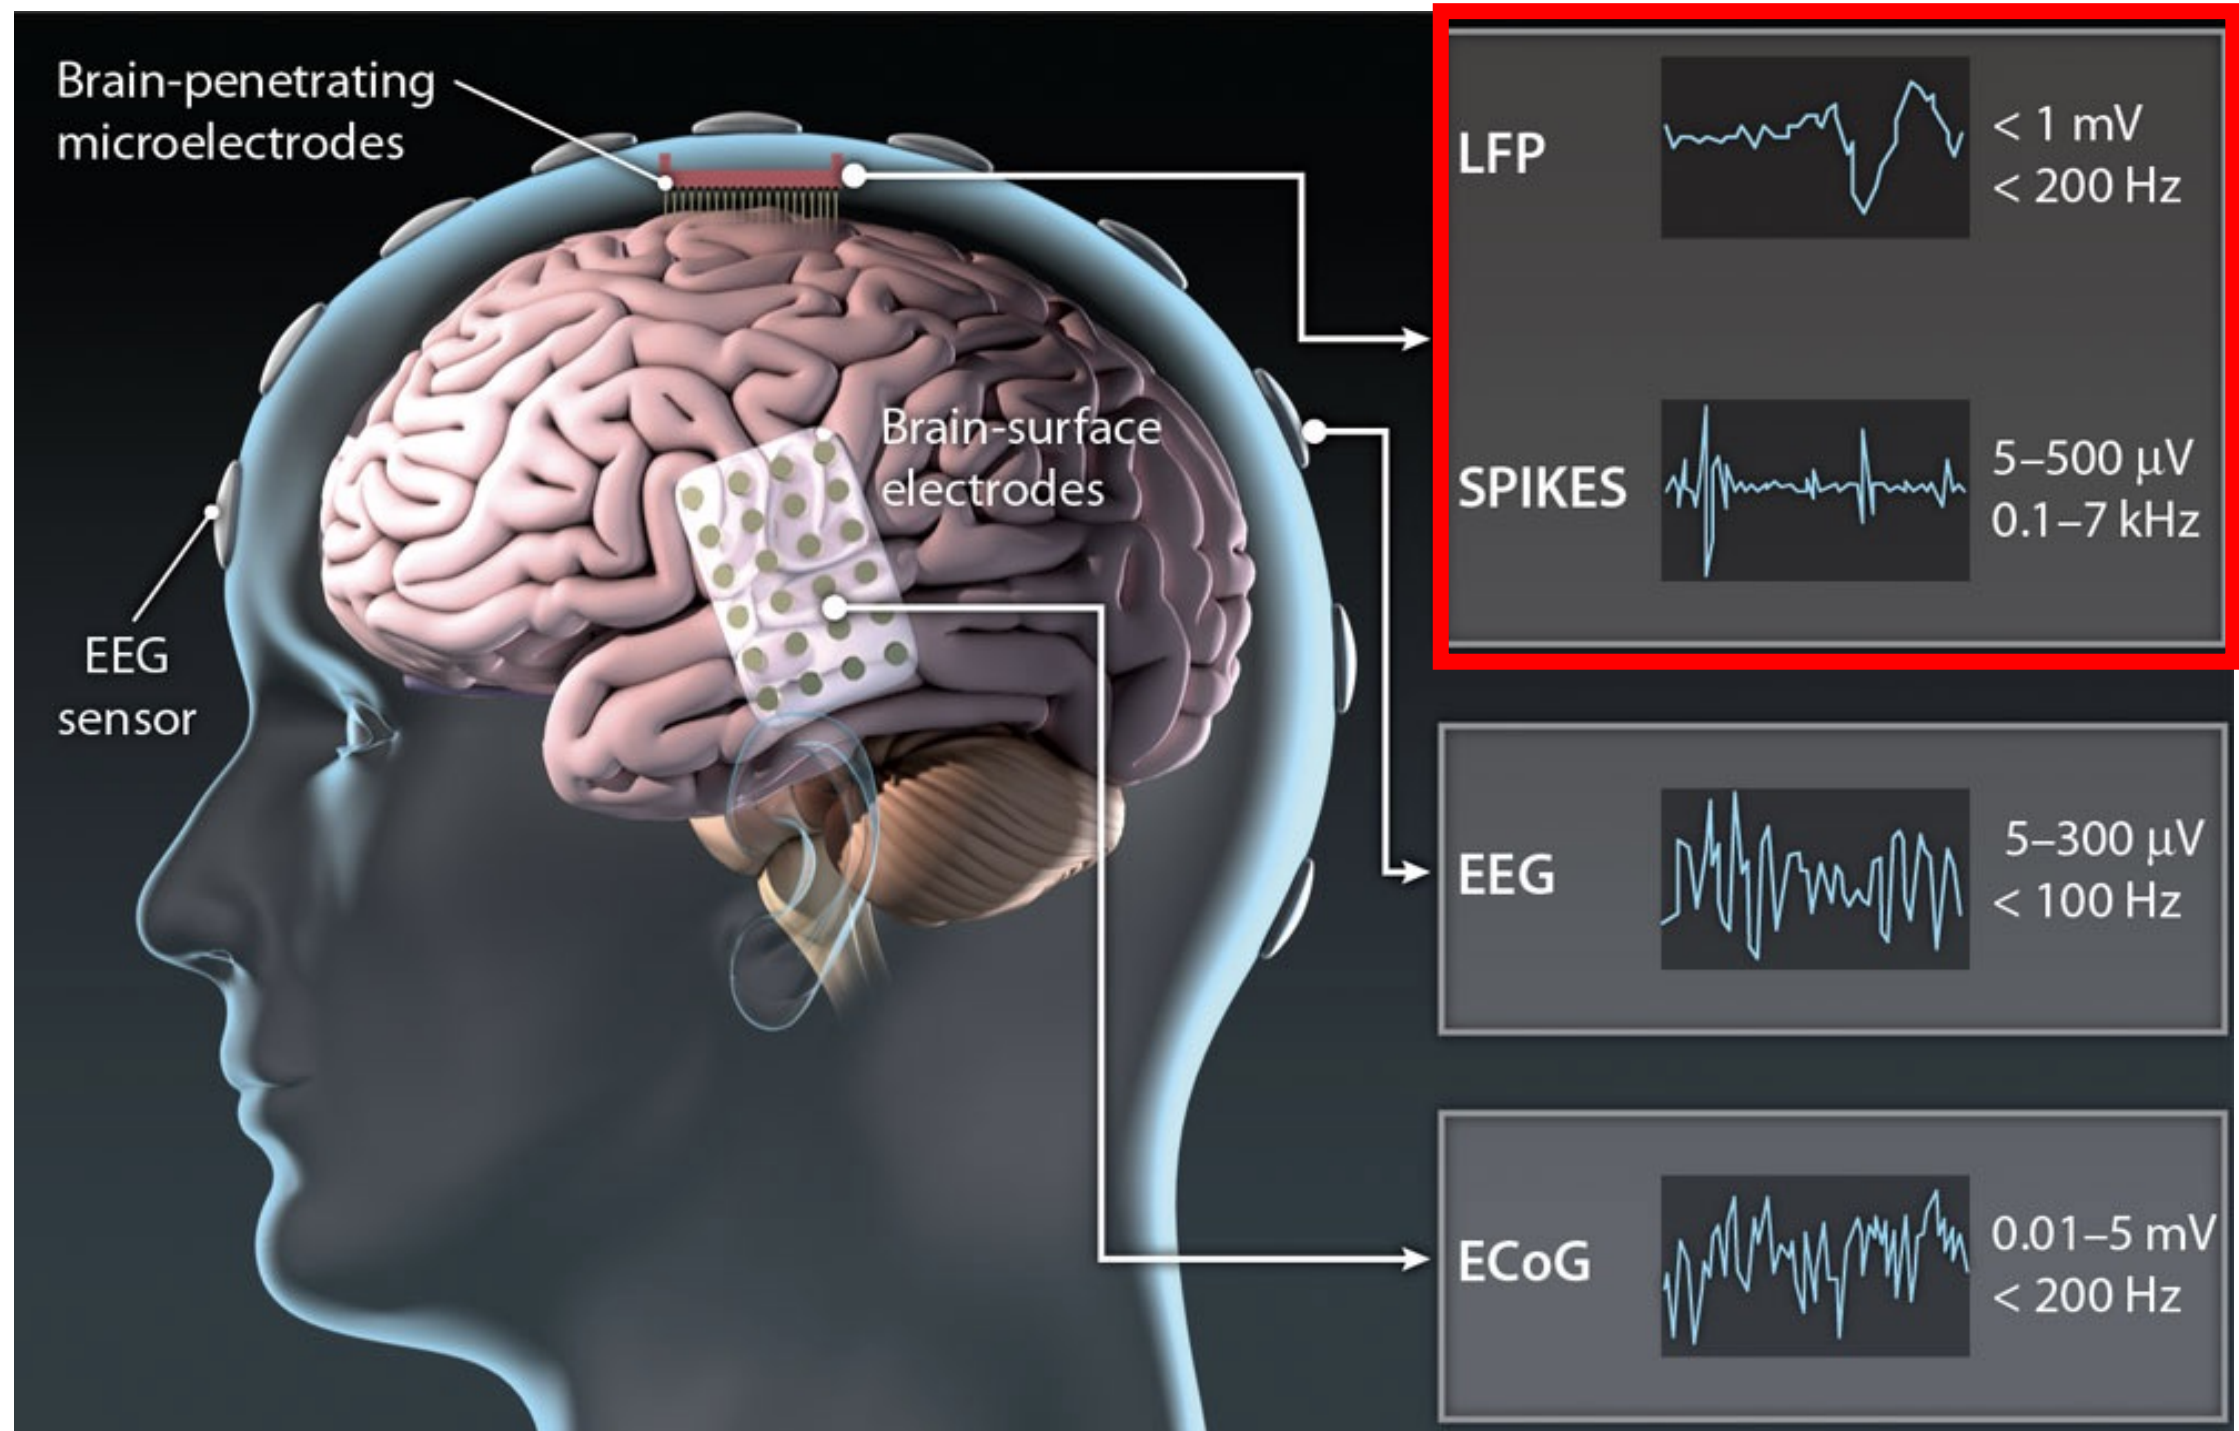 Brain-penetrating
microelectrodes
Brain-surface
electrodes
EEG
sensor
LFP
< 1 mV
< 200 Hz
SPIKES
5–500 μV
0.1–7 kHz
EEG
5–300 μV
< 100 Hz
ECoG
0.01–5 mV
< 200 Hz